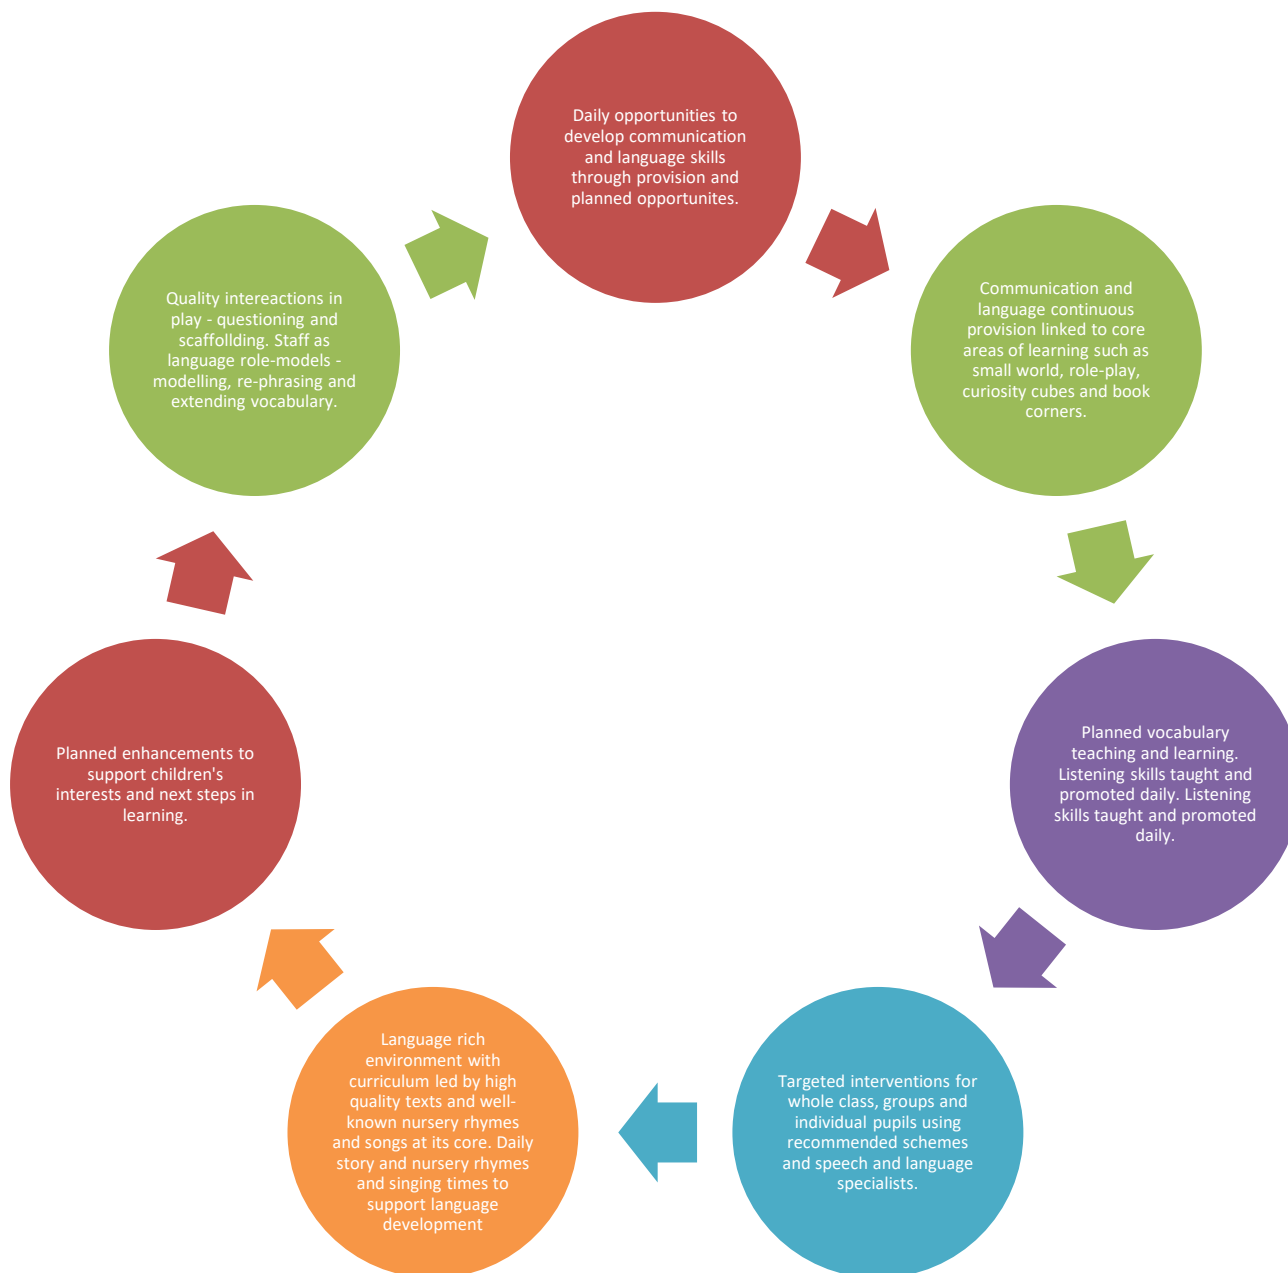 Daily opportunities to
develop communication
and language skills
through provision and
planned opportunites.
Communication and
language continuous
provision linked to core
areas of learning such as
small world, role-play,
curiosity cubes and book
corners.
Planned vocabulary
teaching and learning.
Listening skills taught and
promoted daily. Listening
skills taught and promoted
daily.
Targeted interventions for
whole class, groups and
individual pupils using
recommended schemes
and speech and language
specialists.
Language rich
environment with
curriculum led by high
quality texts and well-
known nursery rhymes
and songs at its core. Daily
story and nursery rhymes
and singing times to
support language
development
Planned enhancements to
support children's
interests and next steps in
learning.
Quality intereactions in
play - questioning and
scaffollding. Staff as
language role-models -
modelling, re-phrasing and
extending vocabulary.